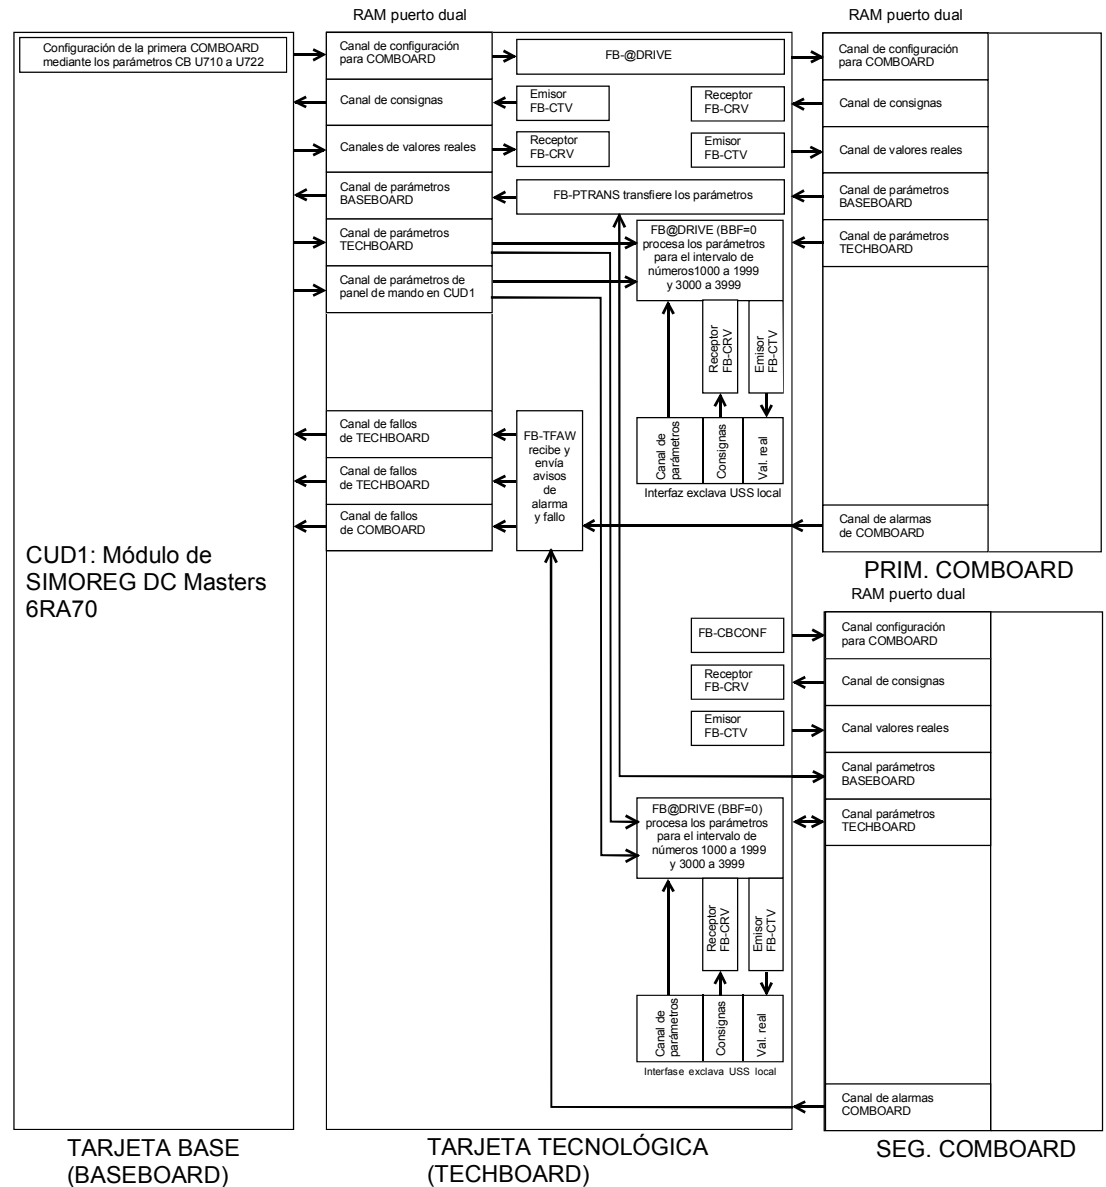 RAM puerto dual
RAM puerto dual
Configuración de la primera COMBOARD
mediante los parámetros CB U710 a U722
Canal de configuración
para COMBOARD
FB-@DRIVE
Canal de configuración
para COMBOARD
Canal de consignas
Emisor
FB-CTV
Receptor
FB-CRV
Canal de consignas
Canales de valores reales
Receptor
FB-CRV
Emisor
FB-CTV
Canal de valores reales
Canal de parámetros
BASEBOARD
FB-PTRANS transfiere los parámetros
Canal de parámetros
BASEBOARD
Canal de parámetros
TECHBOARD
FB@DRIVE (BBF=0
procesa los parámetros
para el intervalo de
números1000 a 1999
y 3000 a 3999
Canal de parámetros
TECHBOARD
Canal de parámetros de
panel de mando en CUD1
Receptor
FB-CRV
Emisor
FB-CTV
Canal de fallos
de TECHBOARD
Canal de fallos
de TECHBOARD
Canal de fallos
de COMBOARD
FB-TFAW
recibe y
envía
avisos
de
alarma
y fallo
Canal de
parámetros
Consignas
Val. real
Interfaz exclava USS local
Canal de alarmas
de COMBOARD
CUD1: Módulo de
SIMOREG DC Masters
6RA70
PRIM. COMBOARD
RAM puerto dual
FB-CBCONF
Canal configuración
para COMBOARD
Receptor
FB-CRV
Canal de consignas
Emisor
FB-CTV
Canal valores reales
Canal parámetros
BASEBOARD
FB@DRIVE (BBF=0)
procesa los parámetros
para el intervalo de
números 1000 a 1999
y 3000 a 3999
Canal parámetros
TECHBOARD
Receptor
FB-CRV
Emisor
FB-CTV
Canal de
parámetros
Consignas
Val. real
Interfase exclava USS local
Canal de alarmas
COMBOARD
TARJETA BASE
(BASEBOARD)
TARJETA TECNOLÓGICA
(TECHBOARD)
SEG. COMBOARD